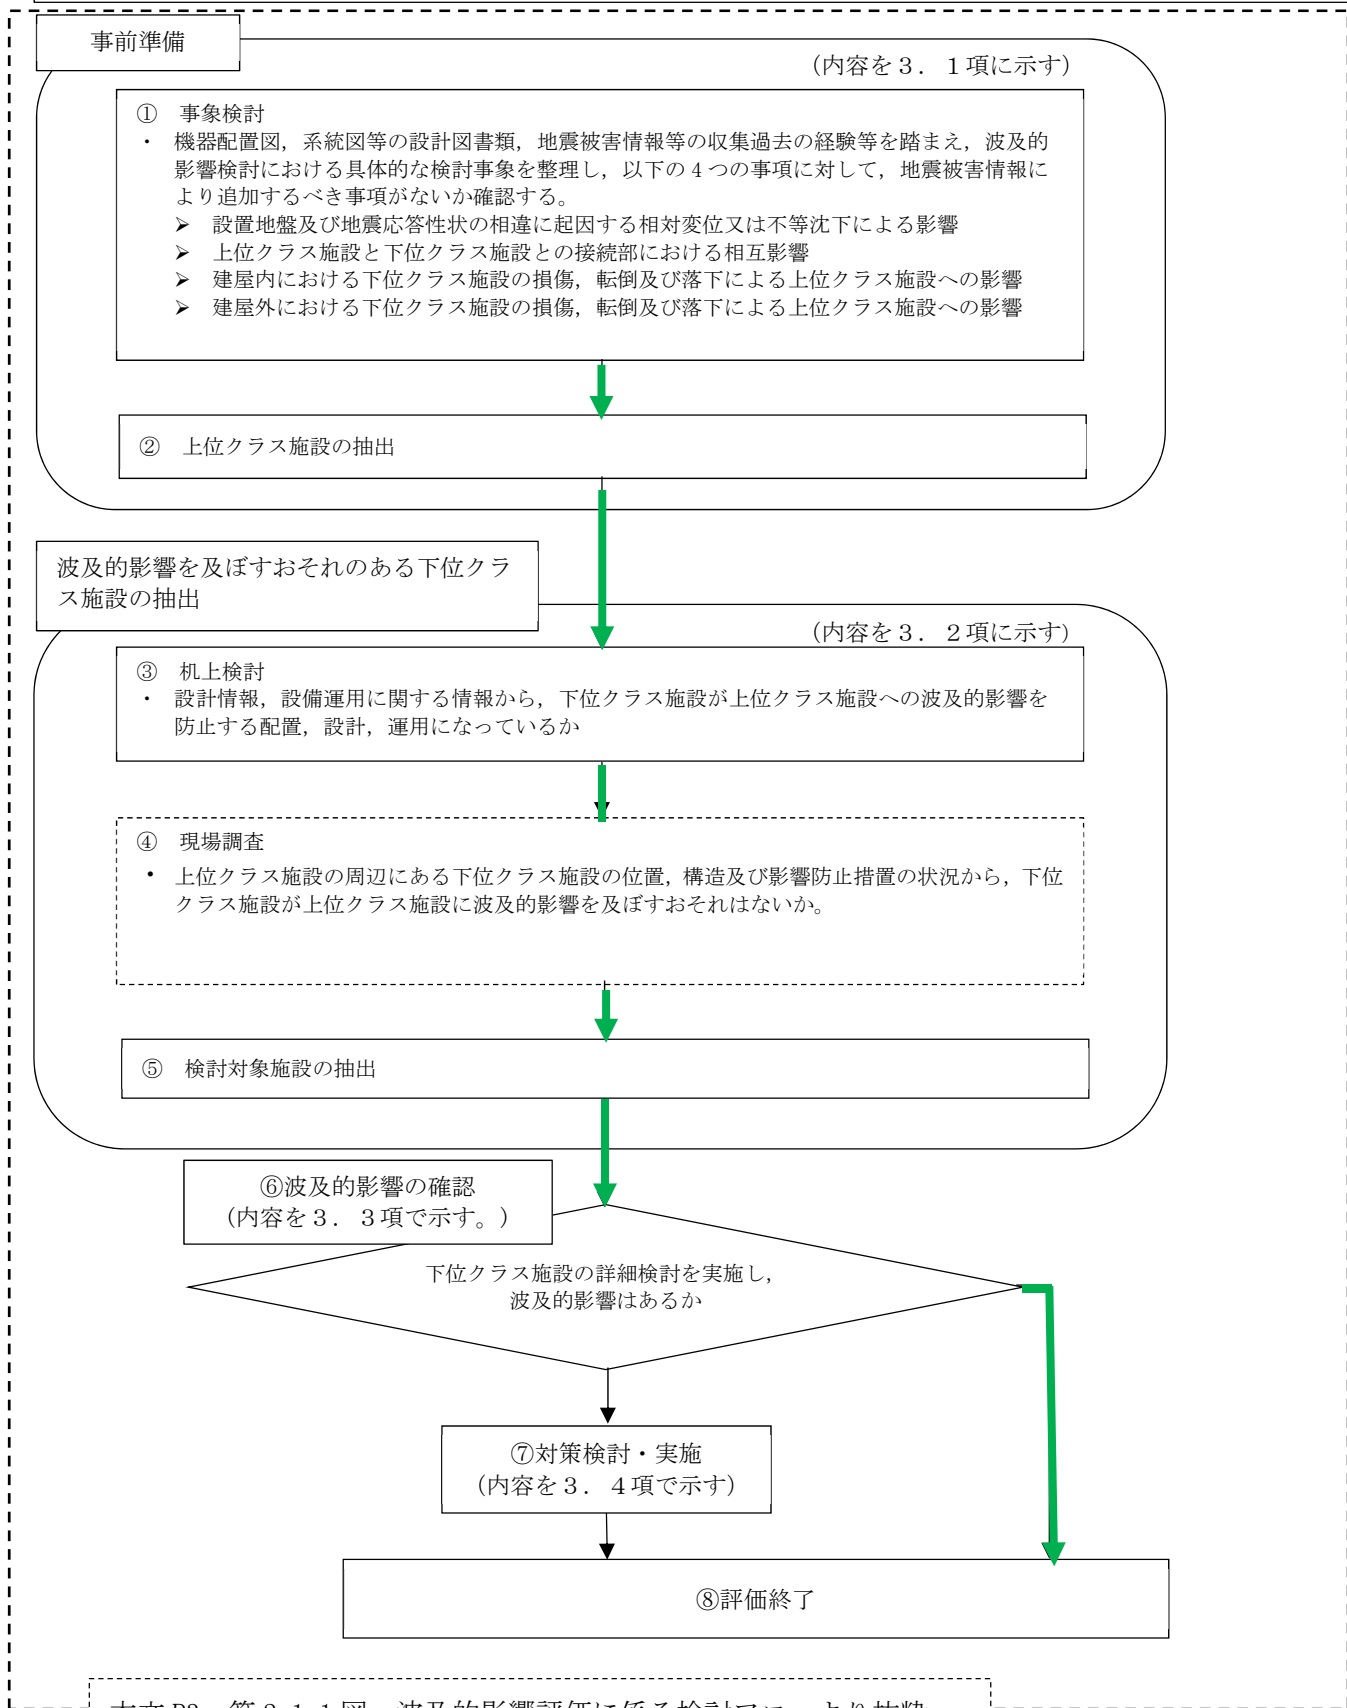 事前準備
(内容を3．1項に示す)
①　事象検討
・　機器配置図，系統図等の設計図書類，地震被害情報等の収集過去の経験等を踏まえ，波及的
影響検討における具体的な検討事象を整理し，以下の4つの事項に対して，地震被害情報に
より追加するべき事項がないか確認する。
➢　設置地盤及び地震応答性状の相違に起因する相対変位又は不等沈下による影響
➢　上位クラス施設と下位クラス施設との接続部における相互影響
➢　建屋内における下位クラス施設の損傷，転倒及び落下による上位クラス施設への影響
➢　建屋外における下位クラス施設の損傷，転倒及び落下による上位クラス施設への影響
②　上位クラス施設の抽出
波及的影響を及ぼすおそれのある下位クラ
ス施設の抽出
(内容を3．2項に示す)
③　机上検討
・　設計情報，設備運用に関する情報から，下位クラス施設が上位クラス施設への波及的影響を
防止する配置，設計，運用になっているか
④　現場調査
・　上位クラス施設の周辺にある下位クラス施設の位置，構造及び影響防止措置の状況から，下位
クラス施設が上位クラス施設に波及的影響を及ぼすおそれはないか。
⑤　検討対象施設の抽出
⑥波及的影響の確認
(内容を3．3項で示す。)
下位クラス施設の詳細検討を実施し，
波及的影響はあるか
⑦対策検討・実施
(内容を3．4項で示す)
⑧評価終了